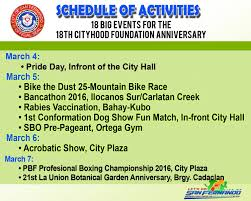 SCHEDULE OF ACTIVITIES
18 BIG EVENTS FOR THE
18TH CITYHOOD FOUNDATION ANNIVERSARY
March 4:
• Pride Day, Infront of the City Hall
March 5:
• Bike the Dust 25-Mountain Bike Race
• Bancathon 2016, Ilocanos Sur/Carlatan Creek
• Rabies Vaccination, Bahay-Kubo
• 1st Conformation Dog Show Fun Match, In-front City Hall
• SBO Pre-Pageant, Ortega Gym
March 6:
• Acrobatic Show, City Plaza
March 7:
• PBF Profesional Boxing Championship 2016, City Plaza
• 21st La Union Botanical Garden Anniversary, Brgy. Cadaclan
SAN FERNANDO